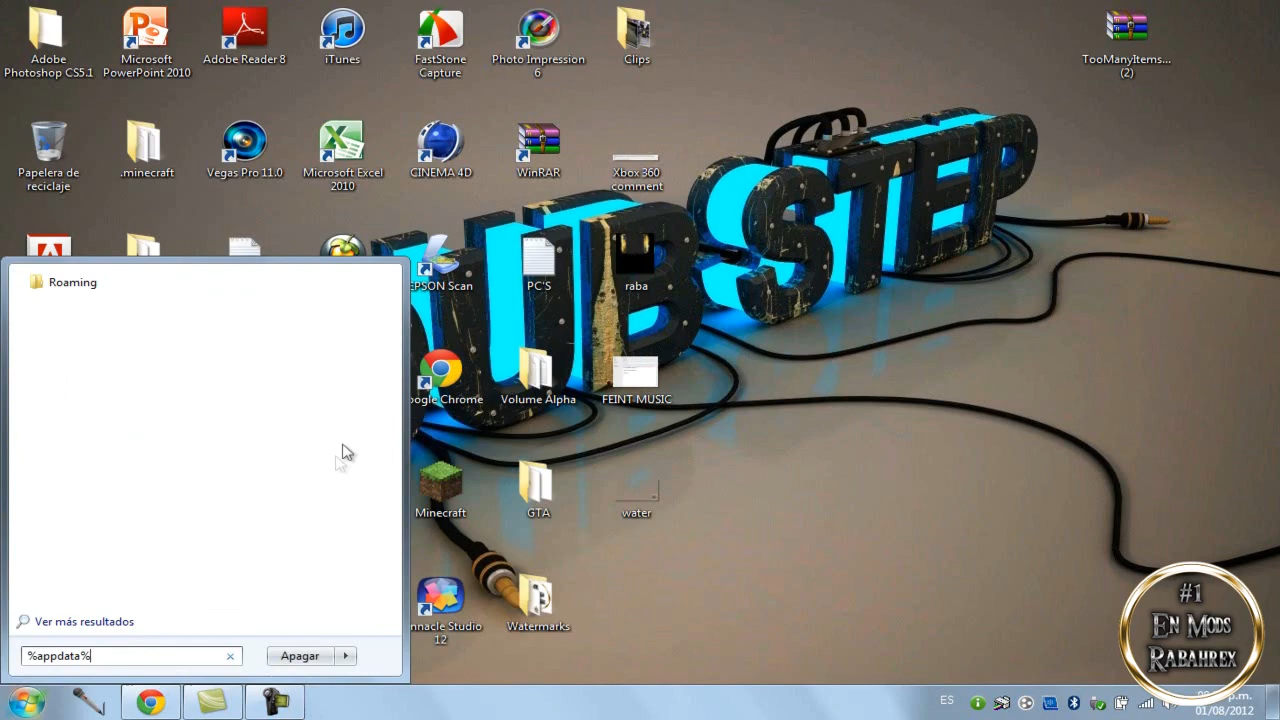 Adobe
Photoshop CS5.1
Microsoft
PowerPoint 2010
Adobe Reader 8
iTunes
FastStone
Capture
Photo Impression
6
Clips
TooManyItems...
(2)
Papelera de
reciclaje
.minecraft
Vegas Pro 11.0
Microsoft Excel
2010
CINEMA 4D
WinRAR
Xbox 360
comment
DUB STEP
EPSON Scan
PC'S
raba
Roaming
oogle Chrome
Volume Alpha
FEINT MUSIC
Minecraft
GTA
water
nnacle Studio
12
Watermarks
Ver más resultados
%appdata%
Apagar
#1
En Mods
Rabahrex
ES
p.m.
01/08/2012